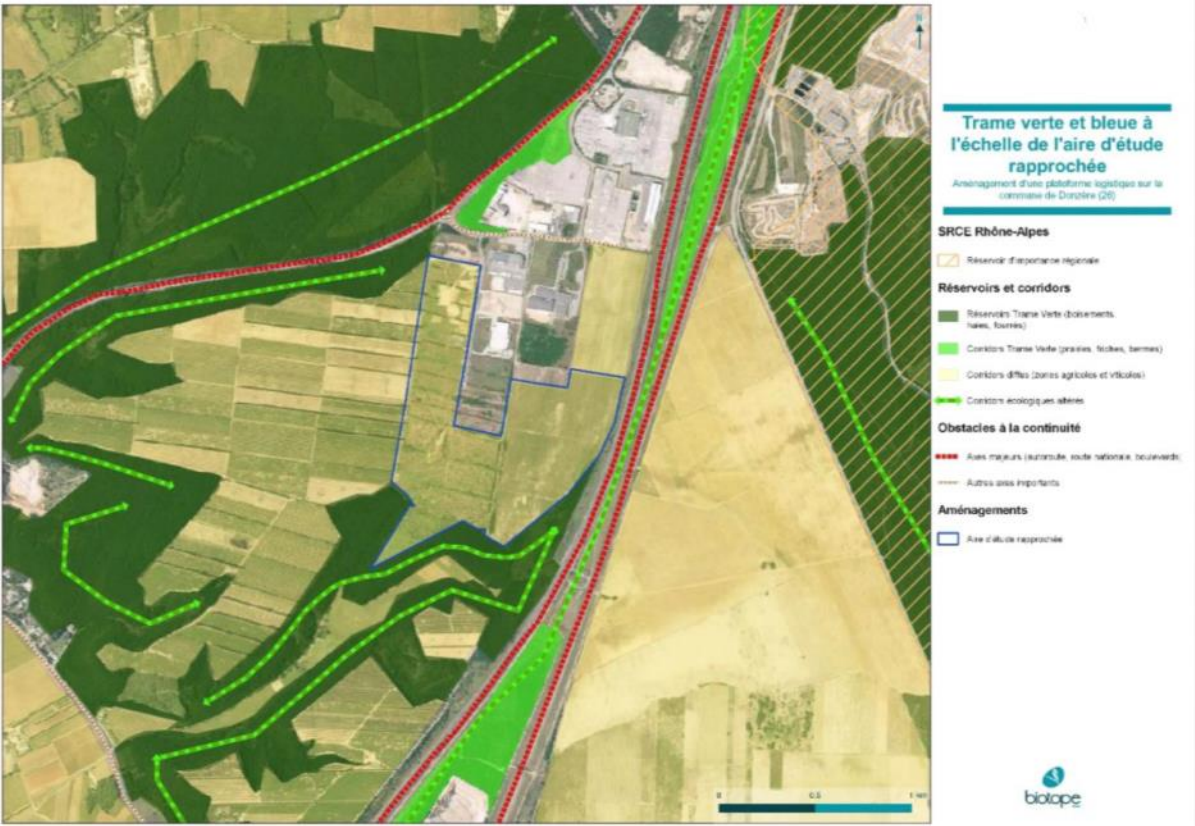 N
Trame verte et bleue à
l'échelle de l'aire d'étude
rapprochée
Aménagement d'une plateforme logistique sur la
commune de Donzère (26)
SRCE Rhône-Alpes
Réservoir d'importance régionale
Réservoirs et corridors
Réservoirs Trame Verte (boisements,
haies, fourrés)
Corridors Trame Verte (prairies, friches, bermes)
Corridors diffus (zones agricoles et viticoles)
Corridors écologiques altérés
Obstacles à la continuité
Axes majeurs (autoroute, route nationale, boulevards)
Autres axes importants
Aménagements
Aire d'étude rapprochée
0 0,5 1 km
biotope